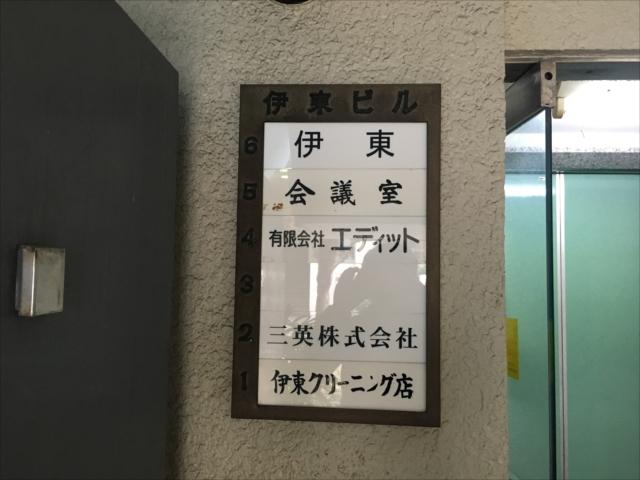 伊東ビル
6 伊東
5 会議室
4 有限会社 エディット
3
2 三英株式会社
1 伊東クリーニング店